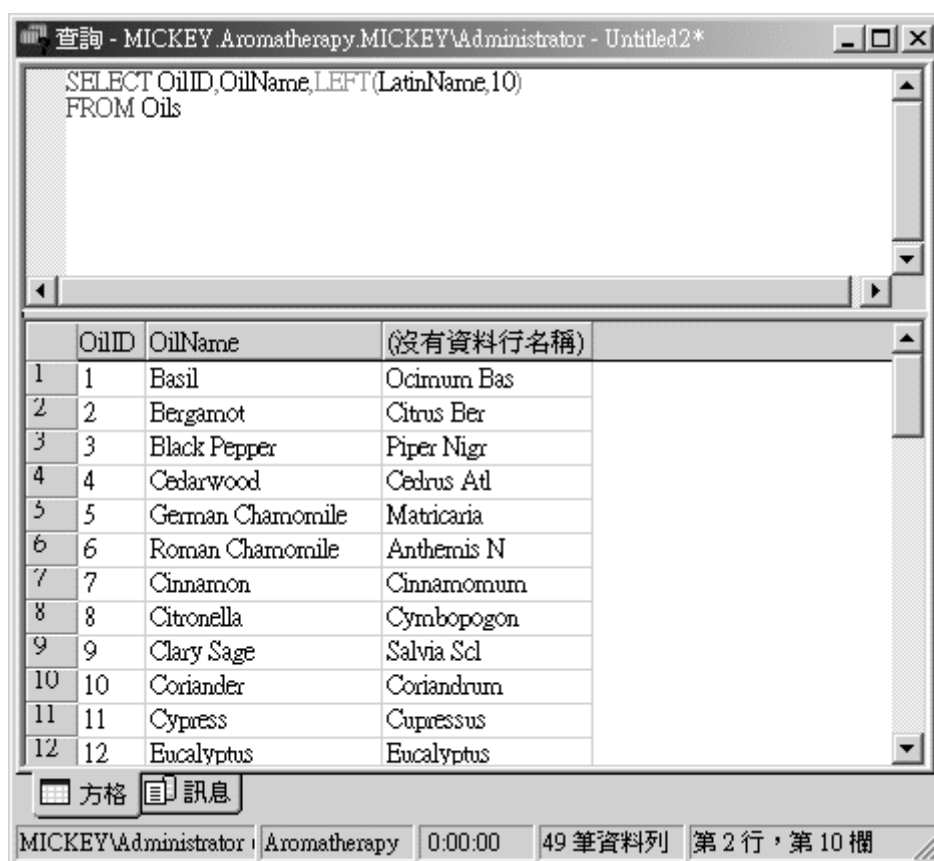 查詢 - MICKEY.Aromatherapy.MICKEY\Administrator - Untitled2*
SELECT OilID,OilName,LEFT(LatinName,10)
FROM Oils
OilID OilName (沒有資料行名稱)
1 1 Basil Ocimum Bas
2 2 Bergamot Citrus Ber
3 3 Black Pepper Piper Nigr
4 4 Cedarwood Cedrus Atl
5 5 German Chamomile Matricaria
6 6 Roman Chamomile Anthemis N
7 7 Cinnamon Cinnamomum
8 8 Citronella Cymbopogon
9 9 Clary Sage Salvia Scl
10 10 Coriander Coriandrum
11 11 Cypress Cupressus
12 12 Eucalyptus Eucalyptus
方格 訊息
MICKEY\Administrator Aromatherapy 0:00:00 49 筆資料列 第 2 行，第 10 欄